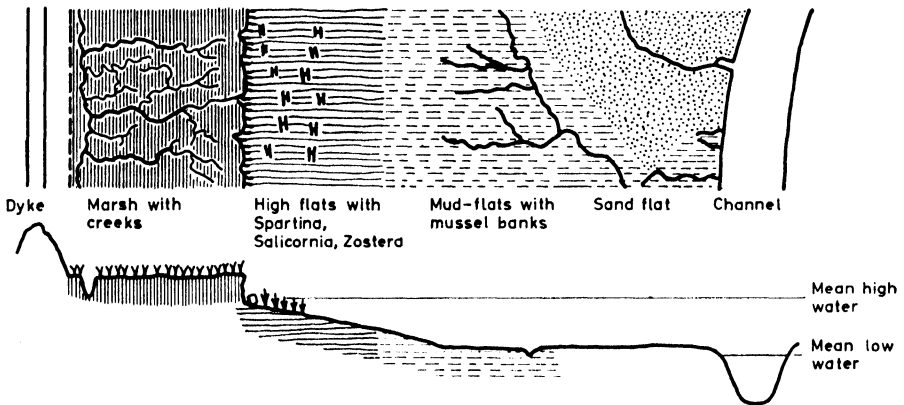 Dyke
Marsh with
creeks
High flats with
Spartina,
Salicornia, Zostera
Mud-flats with
mussel banks
Sand flat
Channel
Mean high
water
Mean low
water